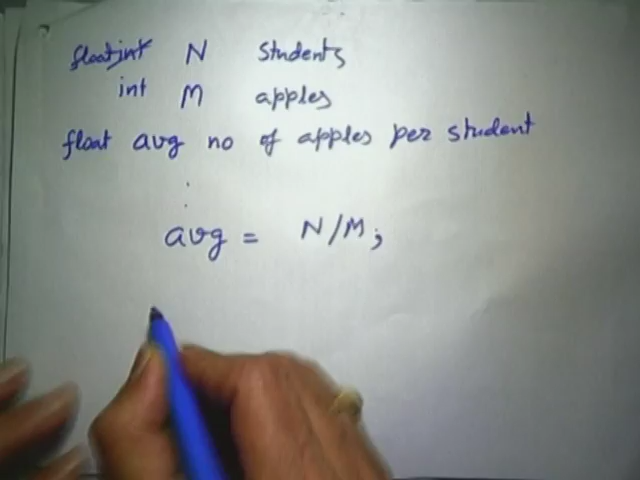 float int N Students
int M apples
float avg no of apples per student
:
avg = N/M;